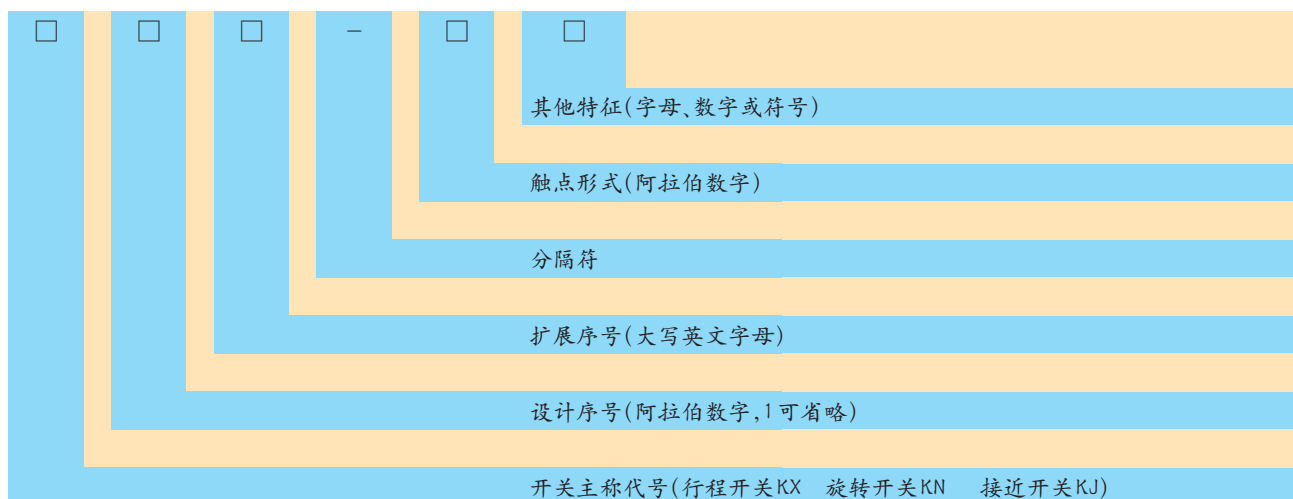 □ □ □ － □ □
其他特征(字母、数字或符号)
触点形式(阿拉伯数字)
分隔符
扩展序号(大写英文字母)
设计序号(阿拉伯数字,1可省略)
开关主称代号(行程开关KX 旋转开关KN 接近开关KJ)